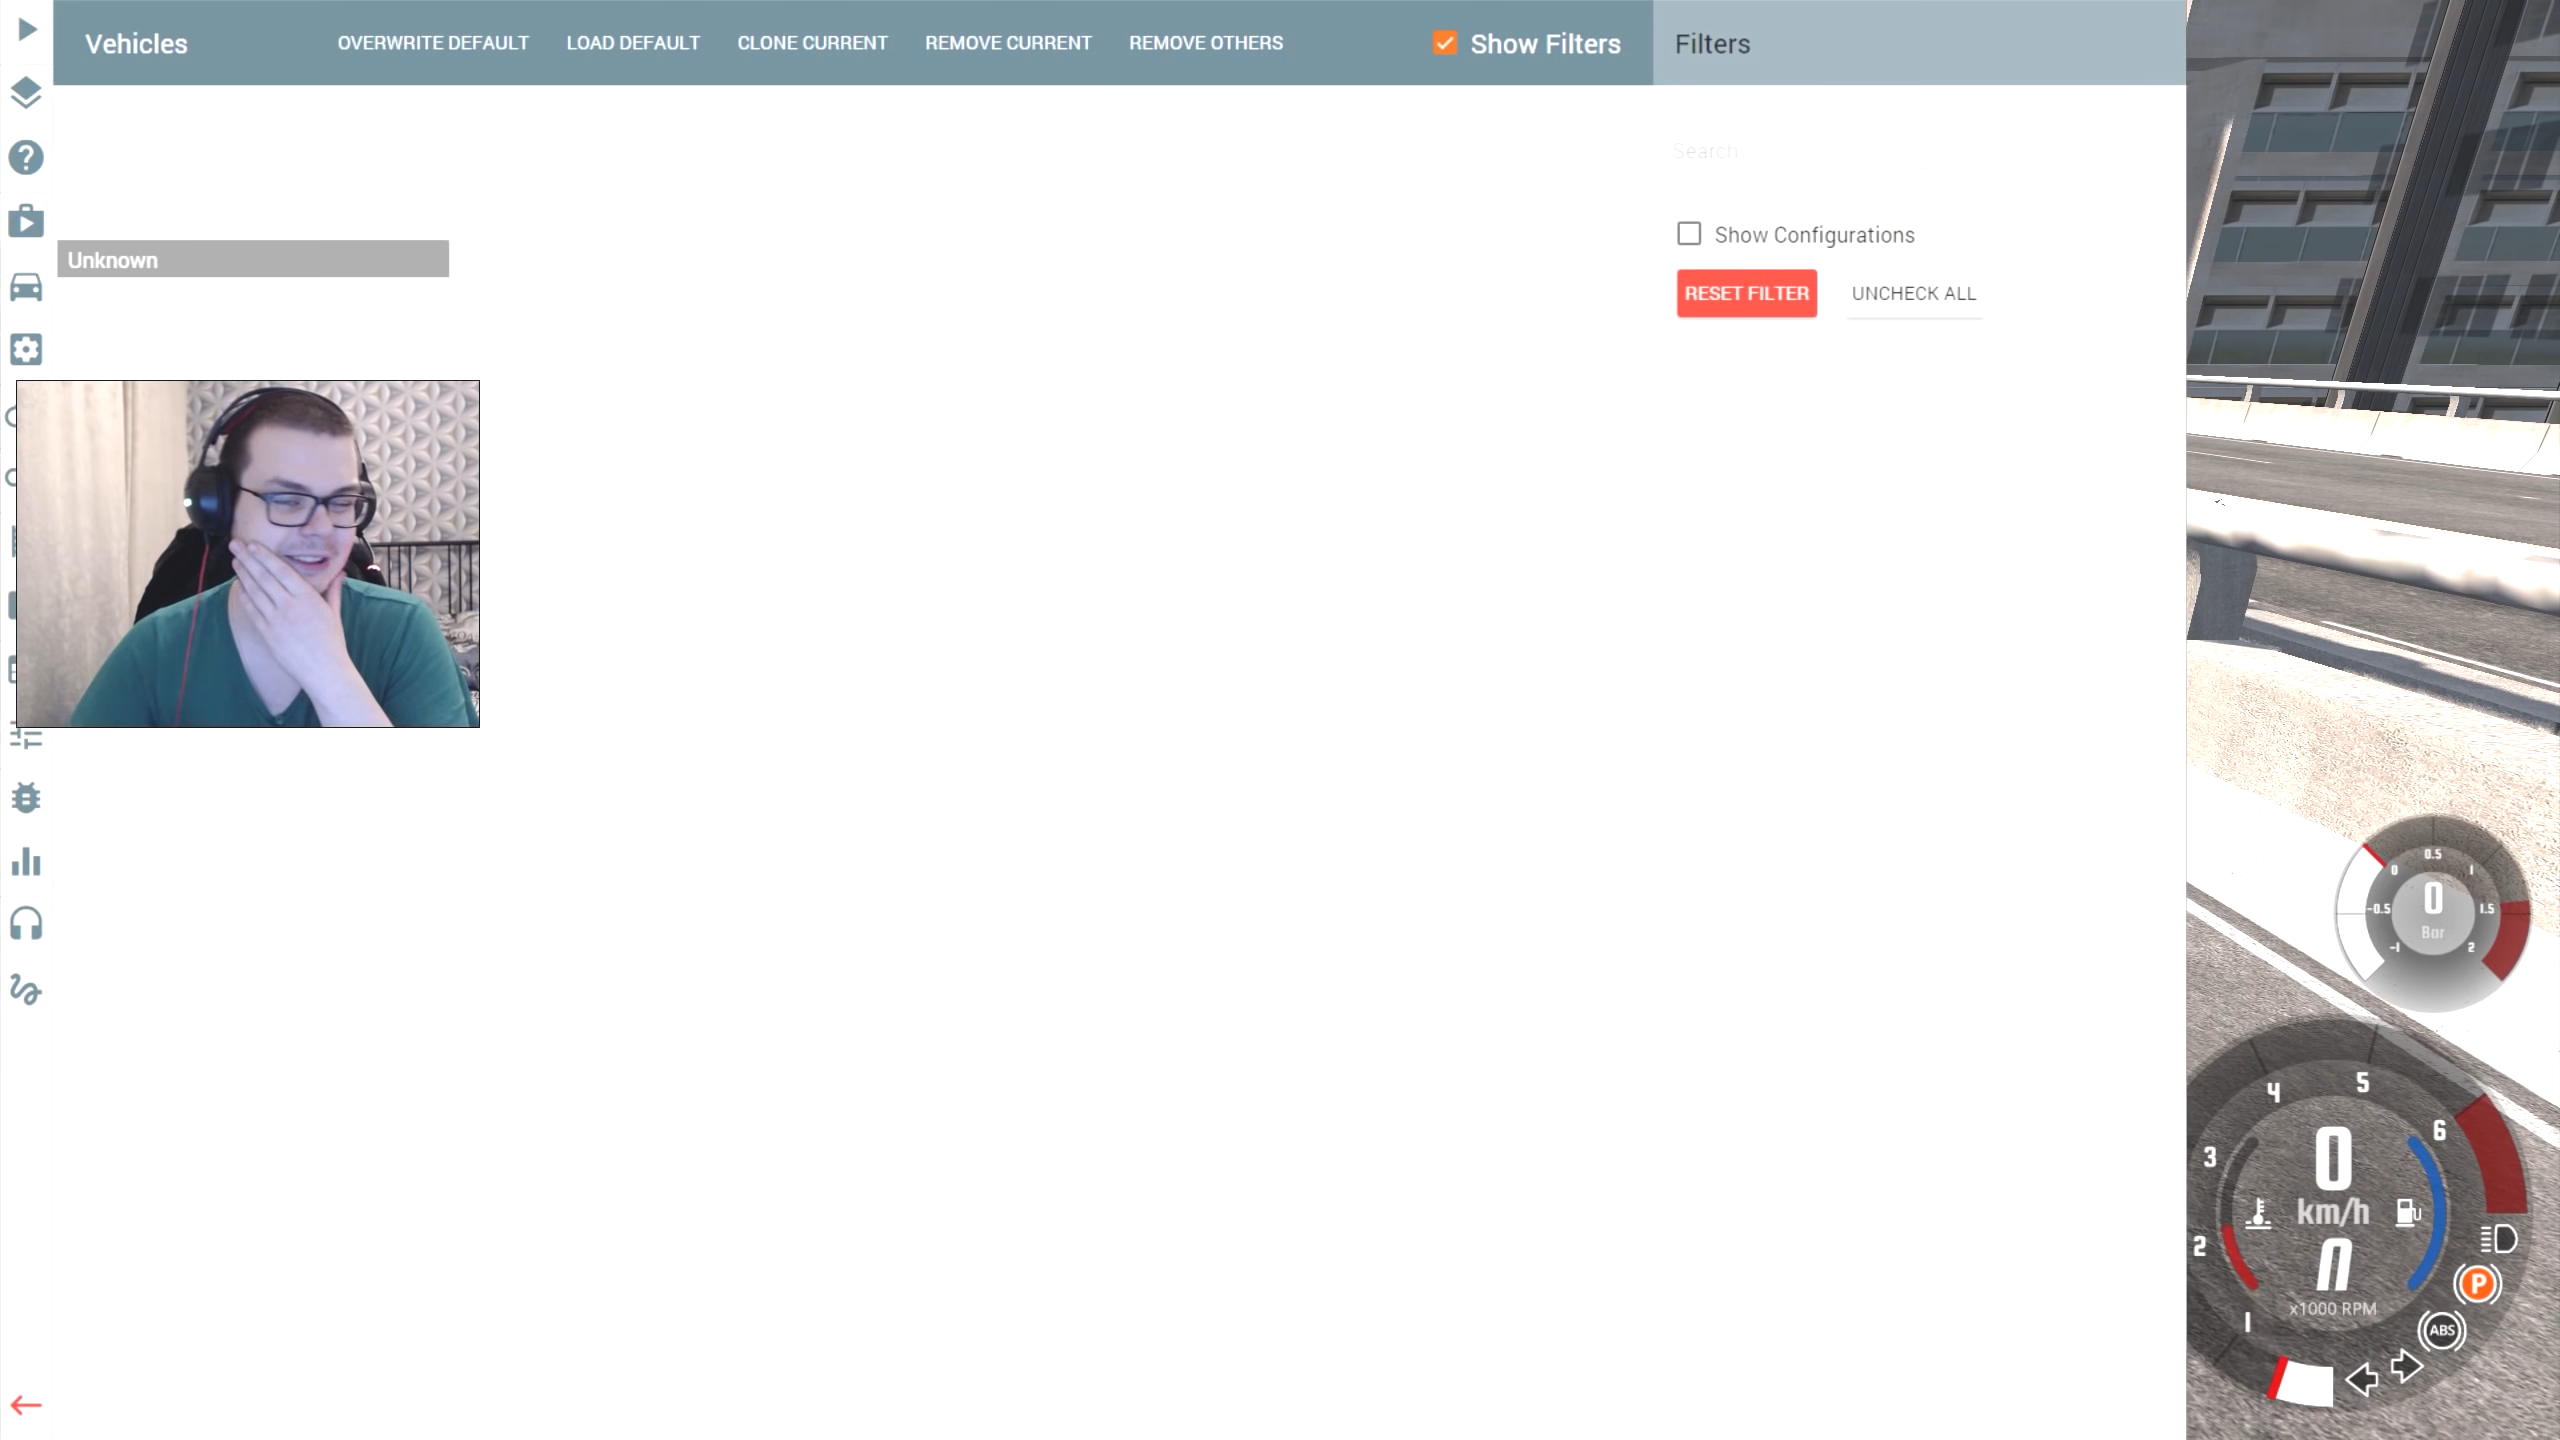 Vehicles
OVERWRITE DEFAULT
LOAD DEFAULT
CLONE CURRENT
REMOVE CURRENT
REMOVE OTHERS
Show Filters
Filters
Search
Show Configurations
RESET FILTER
UNCHECK ALL
Unknown
0.5
0
1
-0.5
0
1.5
Bar
-1
2
5
4
6
3
0
km/h
2
n
P
x1000 RPM
1
ABS